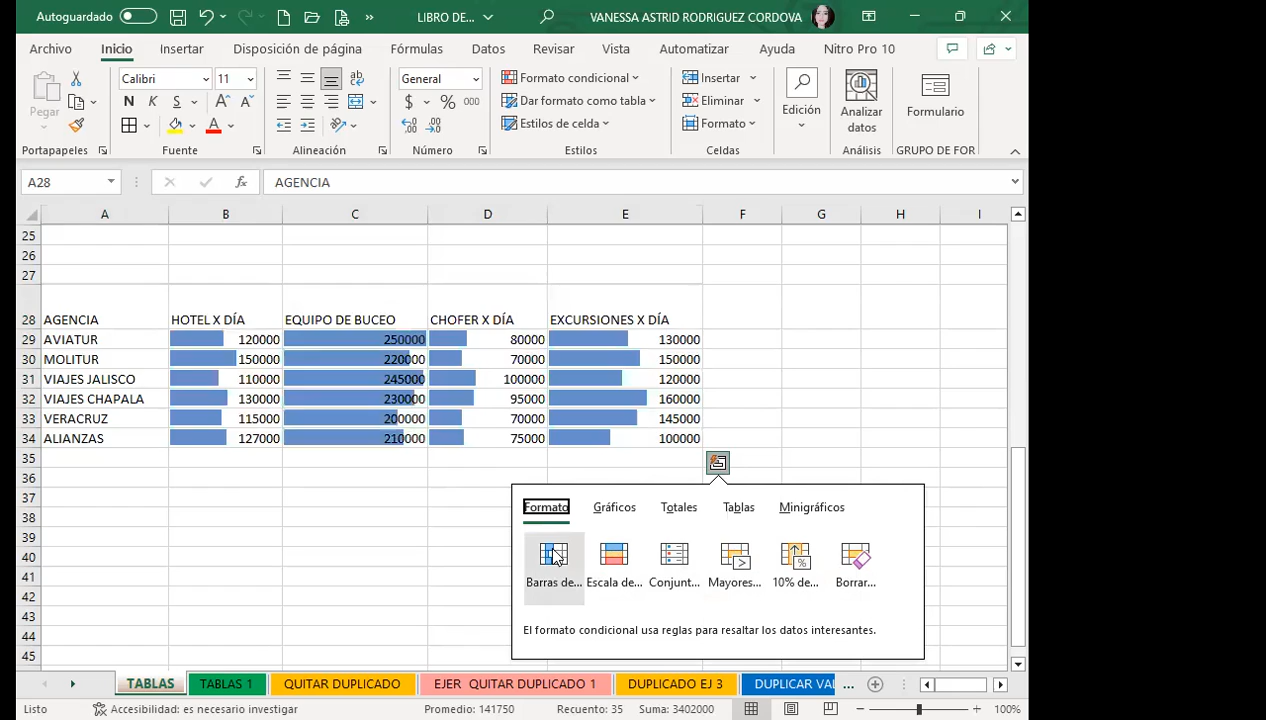 Autoguardado LIBRO DE... VANESSA ASTRID RODRIGUEZ CORDOVA
Archivo Inicio Insertar Disposición de página Fórmulas Datos Revisar Vista Automatizar Ayuda Nitro Pro 10
Pegar
Calibri 11
N K S
General
$ % 000
Formato condicional
Dar formato como tabla
Estilos de celda
Insertar
Eliminar
Formato
Edición
Analizar datos
Formulario
Portapapeles Fuente Alineación Número Estilos Celdas Análisis GRUPO DE FOR
A28 fx AGENCIA
A B C D E F G H I
25
26
27
28 AGENCIA HOTEL X DÍA EQUIPO DE BUCEO CHOFER X DÍA EXCURSIONES X DÍA
29 AVIATUR 120000 250000 80000 130000
30 MOLITUR 150000 220000 70000 150000
31 VIAJES JALISCO 110000 245000 100000 120000
32 VIAJES CHAPALA 130000 230000 95000 160000
33 VERACRUZ 115000 200000 70000 145000
34 ALIANZAS 127000 210000 75000 100000
35
36
37
38
39
40
41
42
43
44
45
Formato Gráficos Totales Tablas Minigráficos
Barras de... Escala de... Conjunt... Mayores... 10% de... Borrar...
El formato condicional usa reglas para resaltar los datos interesantes.
TABLAS TABLAS 1 QUITAR DUPLICADO EJER QUITAR DUPLICADO 1 DUPLICADO EJ 3 DUPLICAR VAL ...
Listo Accesibilidad: es necesario investigar Promedio: 141750 Recuento: 35 Suma: 3402000 100%